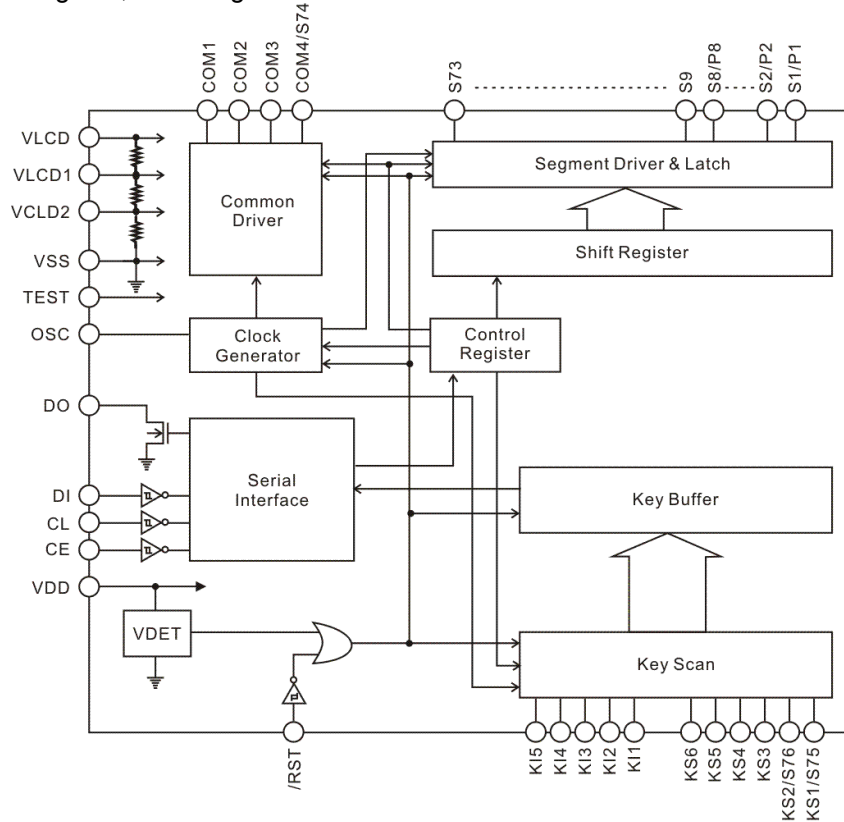 COM1
COM2
COM3
COM4/S74
S73
S9
S8/P8
S2/P2
S1/P1
VLCD
VLCD1
VCLD2
VSS
TEST
OSC
DO
DI
CL
CE
VDD
Common
Driver
Segment Driver & Latch
Shift Register
Clock
Generator
Control
Register
Serial
Interface
Key Buffer
VDET
Key Scan
/RST
KI5
KI4
KI3
KI2
KI1
KS6
KS5
KS4
KS3
KS2/S76
KS1/S75